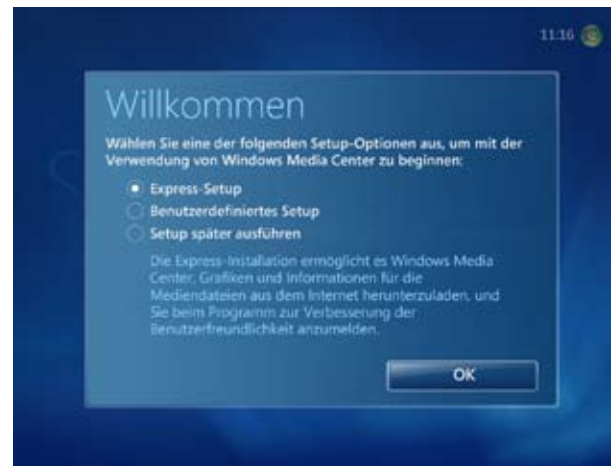 11:16
Willkommen
Wählen Sie eine der folgenden Setup-Optionen aus, um mit der
Verwendung von Windows Media Center zu beginnen:
Express-Setup
Benutzerdefiniertes Setup
Setup später ausführen
Die Express-Installation ermöglicht es Windows Media
Center, Grafiken und Informationen für die
Mediendateien aus dem Internet herunterzuladen, und
Sie beim Programm zur Verbesserung der
Benutzerfreundlichkeit anzumelden.
OK